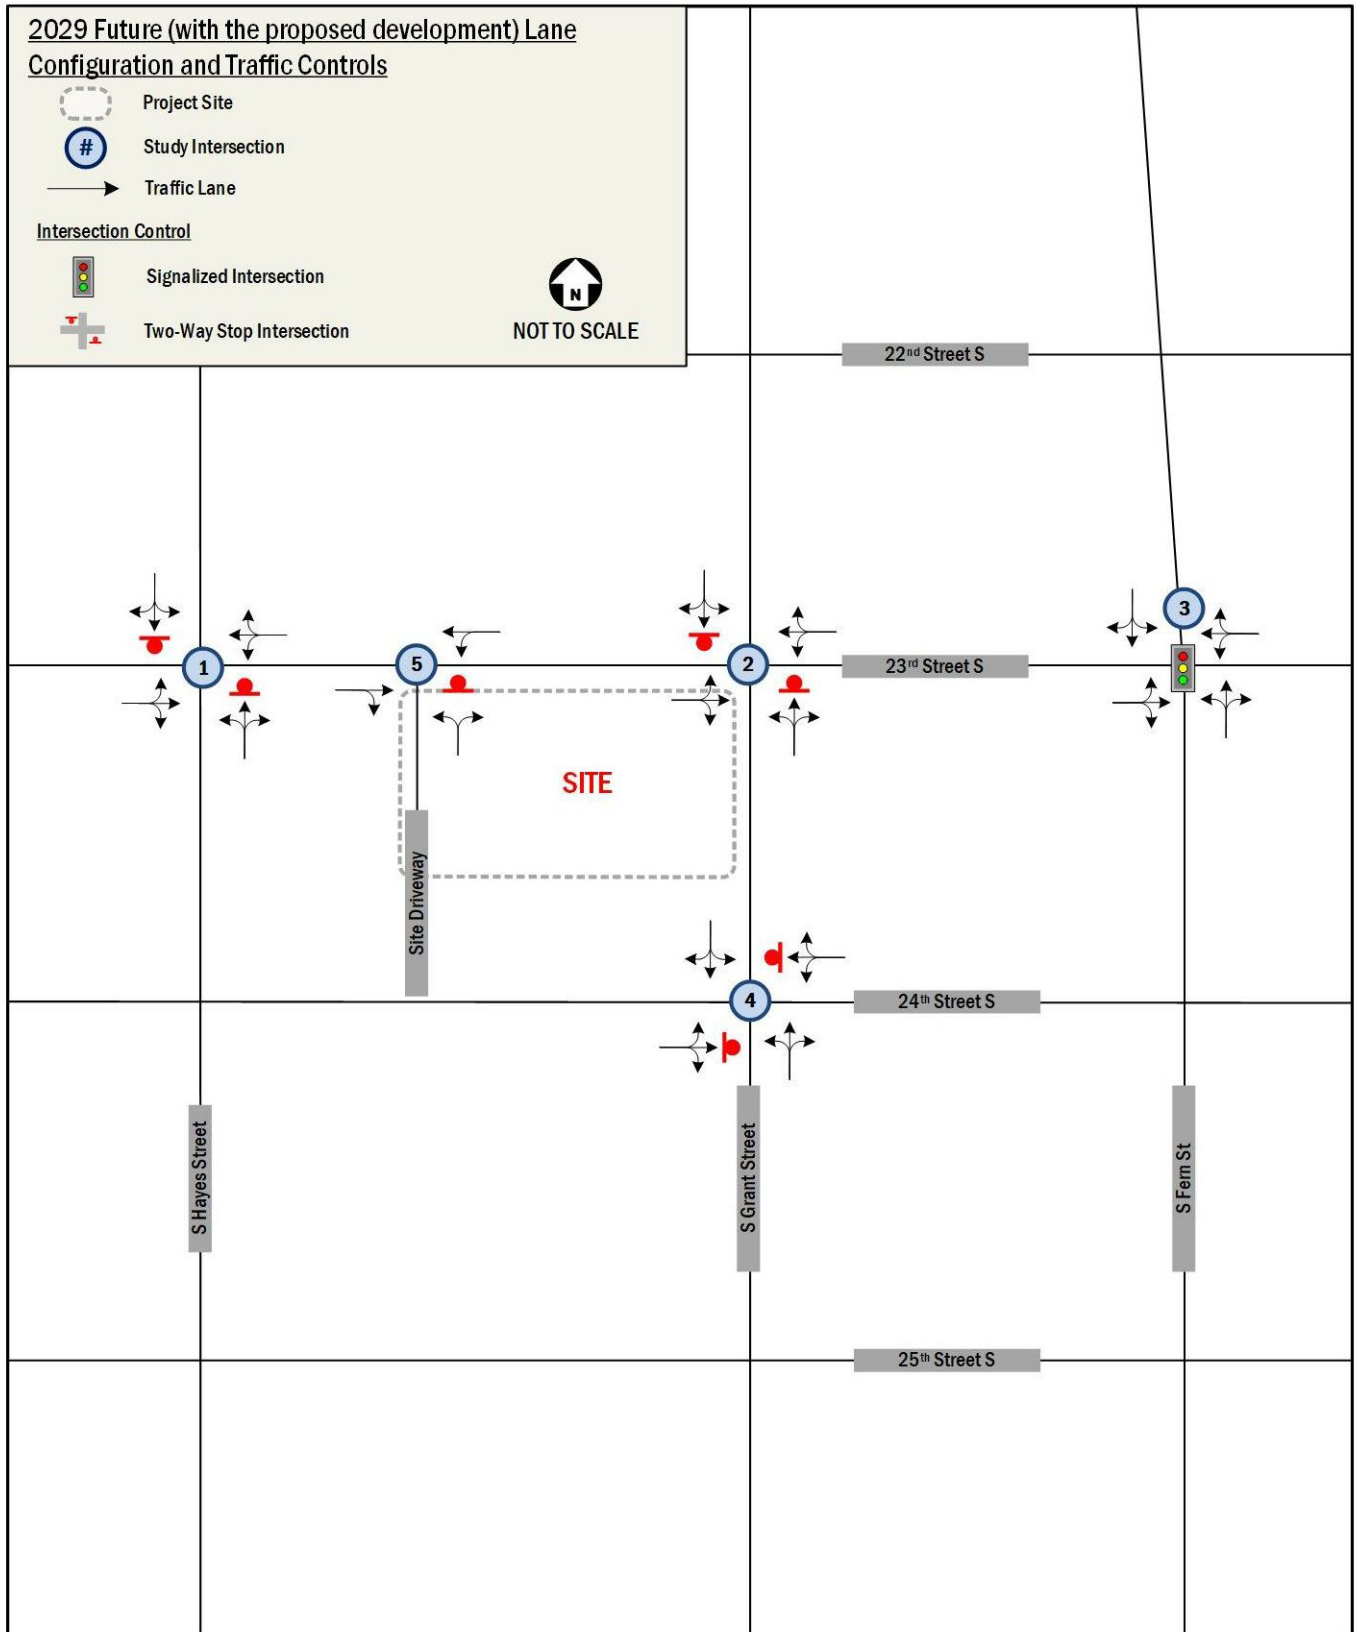 2029 Future (with the proposed development) Lane
Configuration and Traffic Controls
Project Site
#
Study Intersection
Traffic Lane
Intersection Control
Signalized Intersection
Two-Way Stop Intersection
N
NOT TO SCALE
22nd Street S
3
1
5
2
23rd Street S
SITE
Site Driveway
4
24th Street S
S Hayes Street
S Grant Street
S Fern St
25th Street S